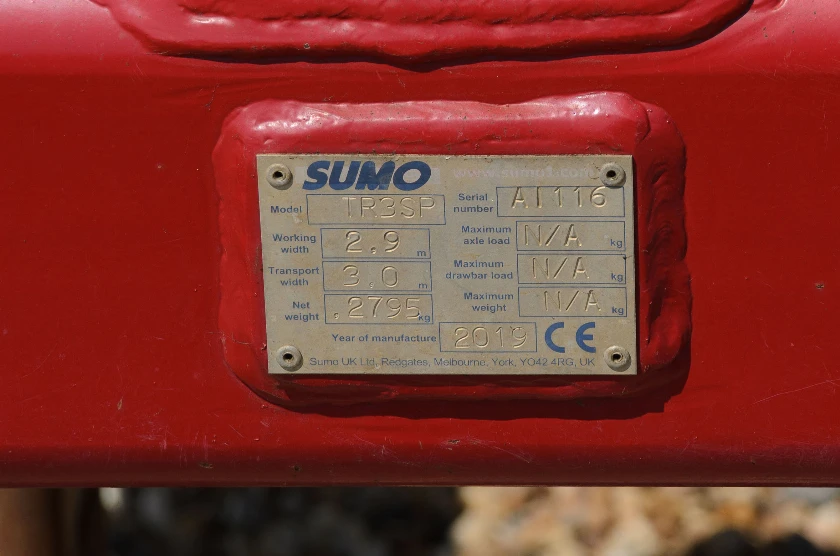 SUMO www.sumo1.com
Model TR3SP Serial number AI116
Working width 2.9 m Maximum axle load N/A kg
Transport width 3.0 m Maximum drawbar load N/A kg
Net weight .2795 kg Maximum weight N/A kg
Year of manufacture 2019 CE
Sumo UK Ltd, Redgates, Melbourne, York, YO42 4RG, UK